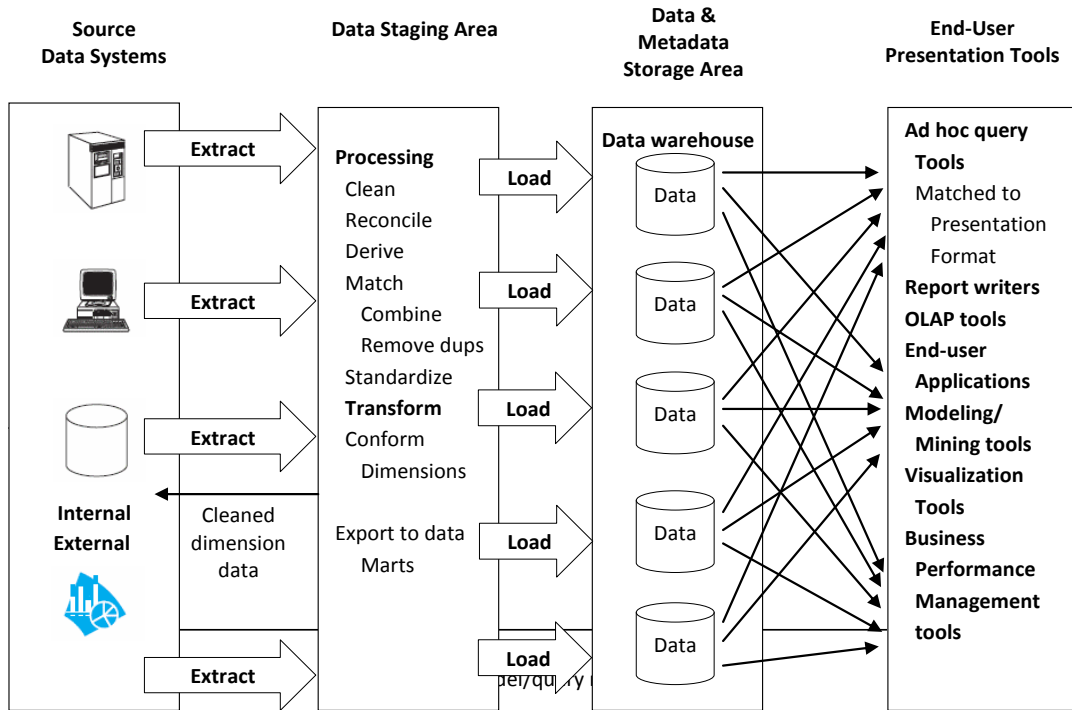 Source
Data Systems
Data Staging Area
Data &
Metadata
Storage Area
End-User
Presentation Tools
Extract
Extract
Extract
Internal
External
Cleaned
dimension
data
Extract
Processing
Clean
Reconcile
Derive
Match
Combine
Remove dups
Standardize
Transform
Conform
Dimensions
Export to data
Marts
Load
Load
Load
Load
Load
del/query
Data warehouse
Data
Data
Data
Data
Data
Ad hoc query
Tools
Matched to
Presentation
Format
Report writers
OLAP tools
End-user
Applications
Modeling/
Mining tools
Visualization
Tools
Business
Performance
Management
tools